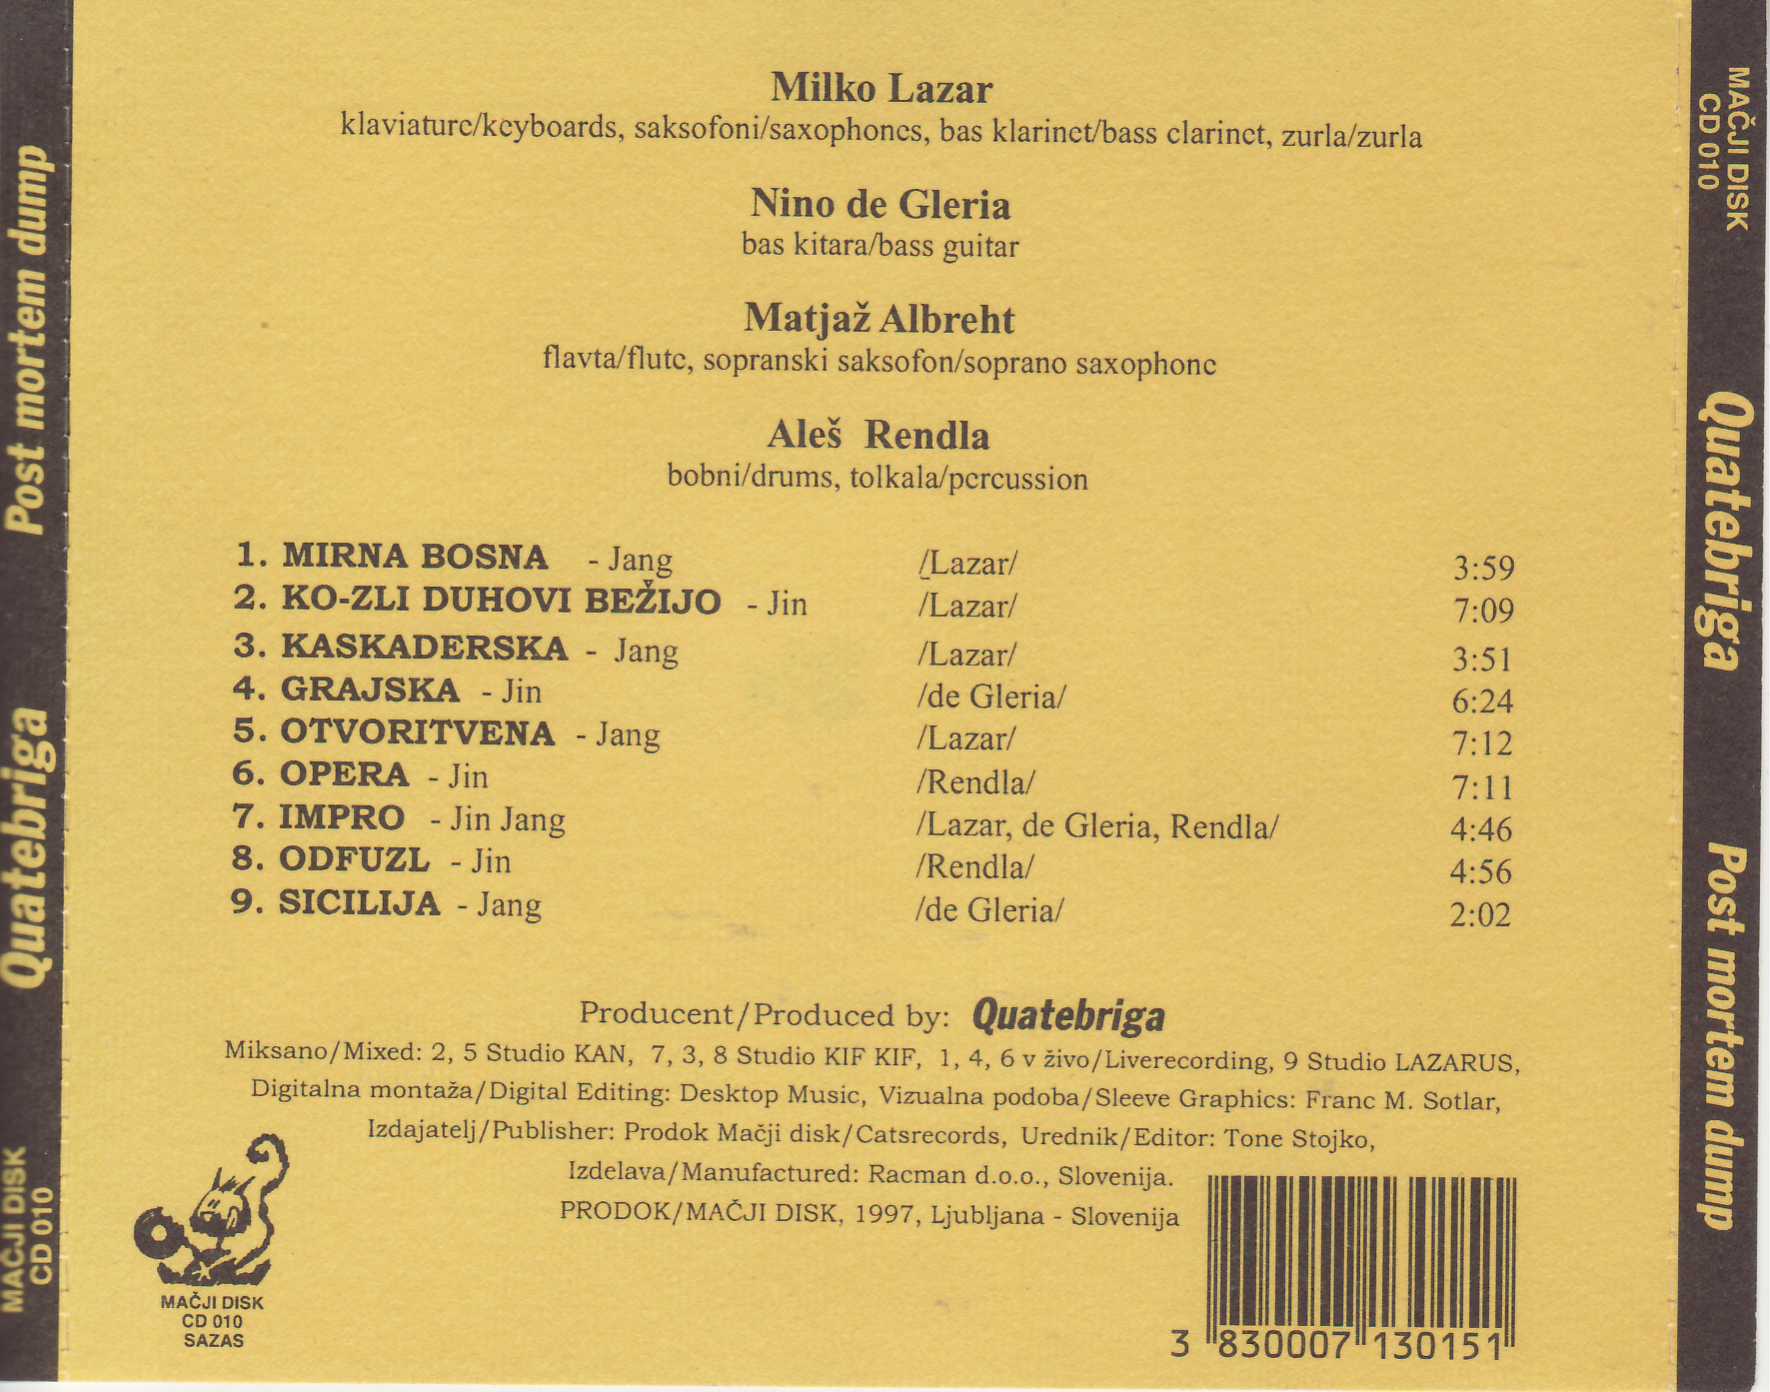 Post mortem dump
Quatebriga
MAČJI DISK
CD 010
Milko Lazar
klaviature/keyboards, saksofoni/saxophones, bas klarinet/bass clarinet, zurla/zurla
Nino de Gleria
bas kitara/bass guitar
Matjaž Albreht
flavta/flute, sopranski saksofon/soprano saxophone
Aleš Rendla
bobni/drums, tolkala/percussion
1. MIRNA BOSNA - Jang /Lazar/ 3:59
2. KO-ZLI DUHOVI BEŽIJO - Jin /Lazar/ 7:09
3. KASKADERSKA - Jang /Lazar/ 3:51
4. GRAJSKA - Jin /de Gleria/ 6:24
5. OTVORITVENA - Jang /Lazar/ 7:12
6. OPERA - Jin /Rendla/ 7:11
7. IMPRO - Jin Jang /Lazar, de Gleria, Rendla/ 4:46
8. ODFUZL - Jin /Rendla/ 4:56
9. SICILIJA - Jang /de Gleria/ 2:02
Producent/Produced by: Quatebriga
Miksano/Mixed: 2, 5 Studio KAN, 7, 3, 8 Studio KIF KIF, 1, 4, 6 v živo/Liverecording, 9 Studio LAZARUS,
Digitalna montaža/Digital Editing: Desktop Music, Vizualna podoba/Sleeve Graphics: Franc M. Sotlar,
Izdajatelj/Publisher: Prodok Mačji disk/Catsrecords, Urednik/Editor: Tone Stojko,
Izdelava/Manufactured: Racman d.o.o., Slovenija.
PRODOK/MAČJI DISK, 1997, Ljubljana - Slovenija
MAČJI DISK
CD 010
SAZAS
3 830007 130151
MAČJI DISK
CD 010
Quatebriga
Post mortem dump